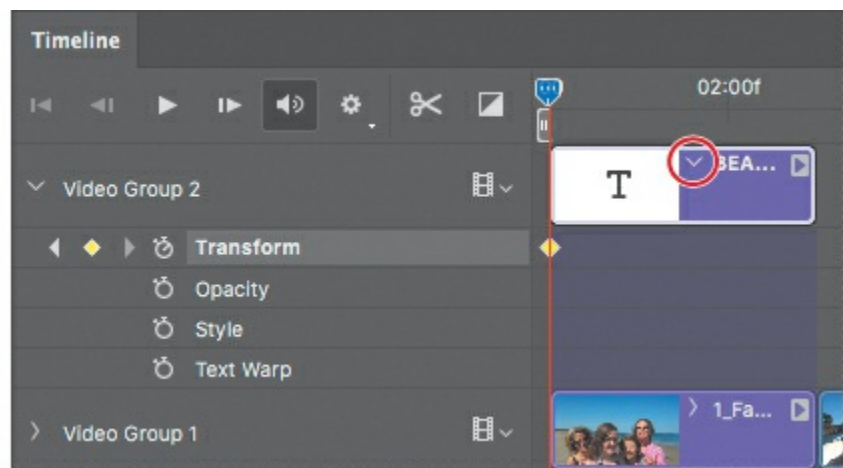 Timeline
02:00f
Video Group 2
T
BEA...
Transform
Opacity
Style
Text Warp
Video Group 1
1_Fa...